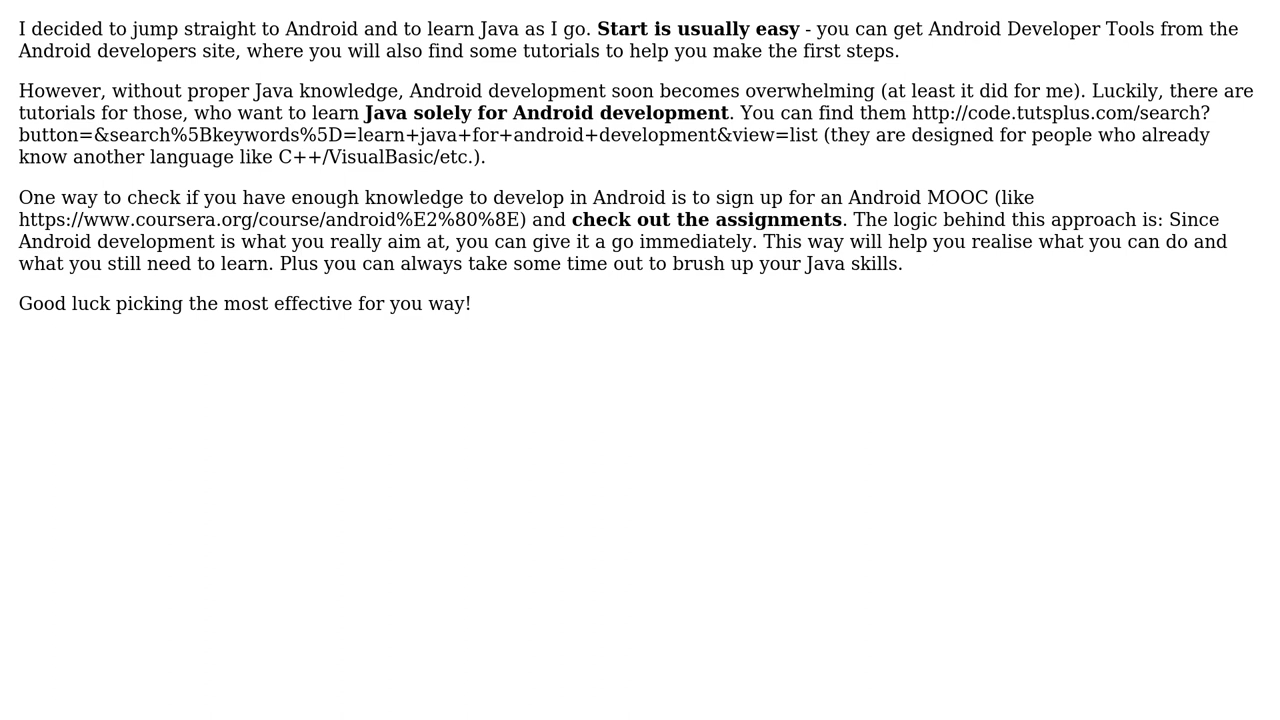 I decided to jump straight to Android and to learn Java as I go. Start is usually easy - you can get Android Developer Tools from the
Android developers site, where you will also find some tutorials to help you make the first steps.
However, without proper Java knowledge, Android development soon becomes overwhelming (at least it did for me). Luckily, there are
tutorials for those, who want to learn Java solely for Android development. You can find them http://code.tutsplus.com/search?
button=&search%5Bkeywords%5D=learn+java+for+android+development&view=list (they are designed for people who already
know another language like C++/VisualBasic/etc.).
One way to check if you have enough knowledge to develop in Android is to sign up for an Android MOOC (like
https://www.coursera.org/course/android%E2%80%8E) and check out the assignments. The logic behind this approach is: Since
Android development is what you really aim at, you can give it a go immediately. This way will help you realise what you can do and
what you still need to learn. Plus you can always take some time out to brush up your Java skills.
Good luck picking the most effective for you way!